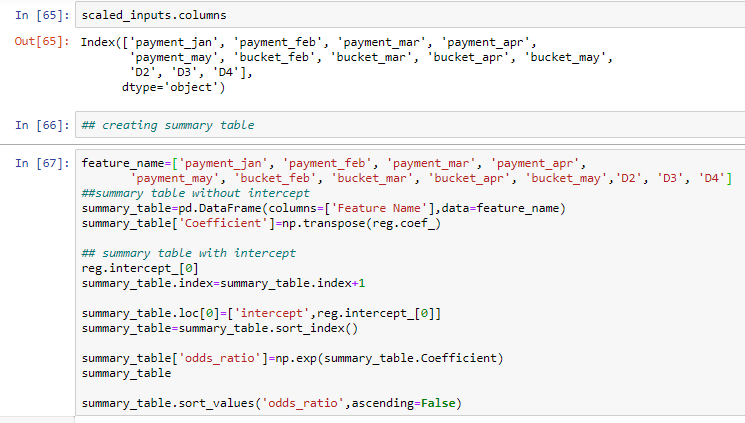 In [65]: scaled_inputs.columns
Out[65]: Index(['payment_jan', 'payment_feb', 'payment_mar', 'payment_apr',
'payment_may', 'bucket_feb', 'bucket_mar', 'bucket_apr', 'bucket_may',
'D2', 'D3', 'D4'],
dtype='object')
In [66]: ## creating summary table
In [67]: feature_name=['payment_jan', 'payment_feb', 'payment_mar', 'payment_apr',
'payment_may', 'bucket_feb', 'bucket_mar', 'bucket_apr', 'bucket_may','D2', 'D3', 'D4']
##summary table without intercept
summary_table=pd.DataFrame(columns=['Feature Name'],data=feature_name)
summary_table['Coefficient']=np.transpose(reg.coef_)
## summary table with intercept
reg.intercept_[0]
summary_table.index=summary_table.index+1
summary_table.loc[0]=['intercept',reg.intercept_[0]]
summary_table=summary_table.sort_index()
summary_table['odds_ratio']=np.exp(summary_table.Coefficient)
summary_table
summary_table.sort_values('odds_ratio',ascending=False)